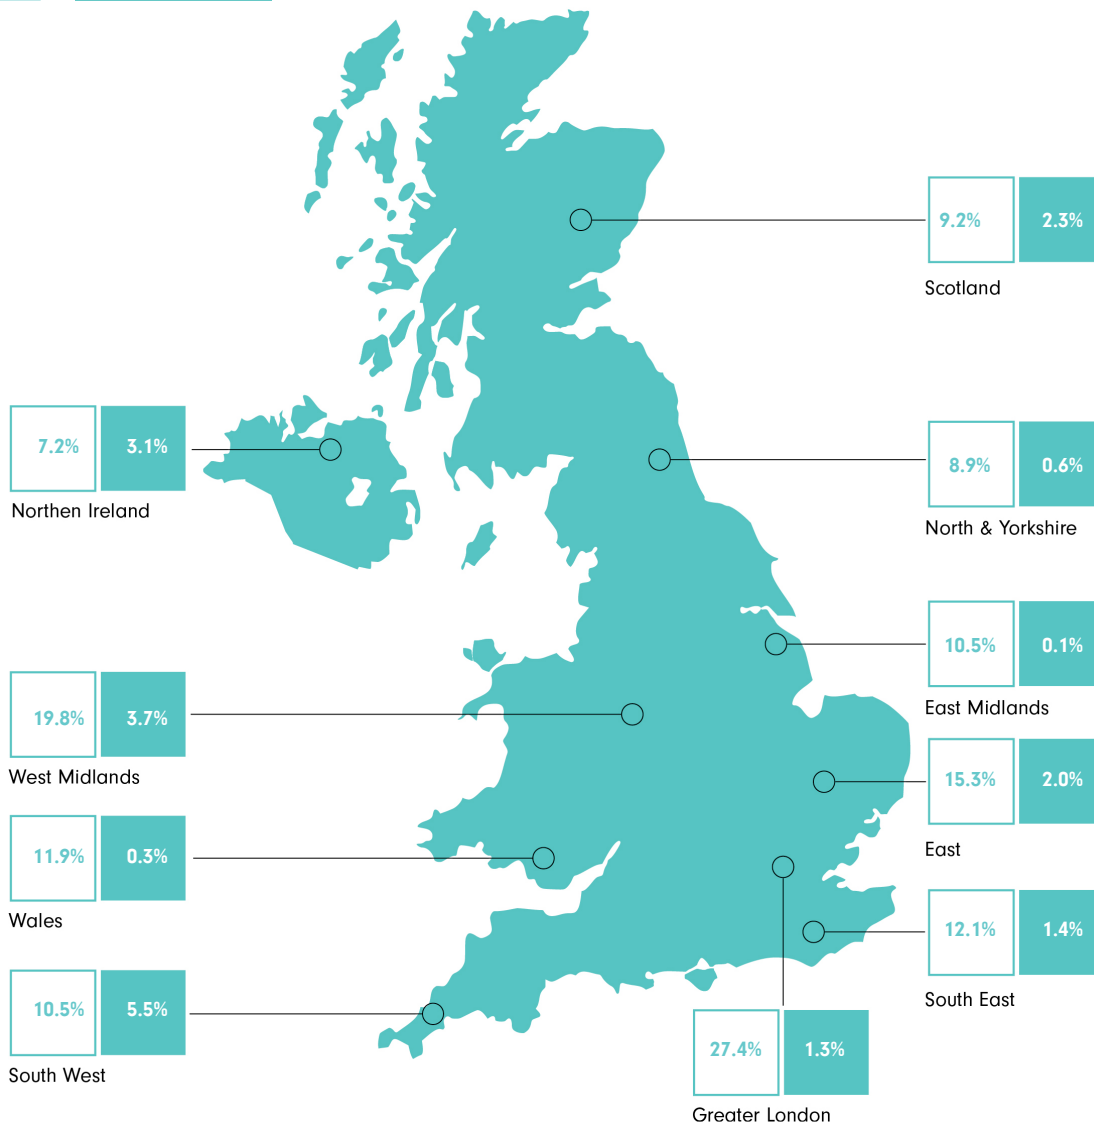 9.2% 2.3%
Scotland
7.2% 3.1%
Northen Ireland
8.9% 0.6%
North & Yorkshire
10.5% 0.1%
East Midlands
19.8% 3.7%
West Midlands
15.3% 2.0%
East
11.9% 0.3%
Wales
12.1% 1.4%
South East
10.5% 5.5%
South West
27.4% 1.3%
Greater London